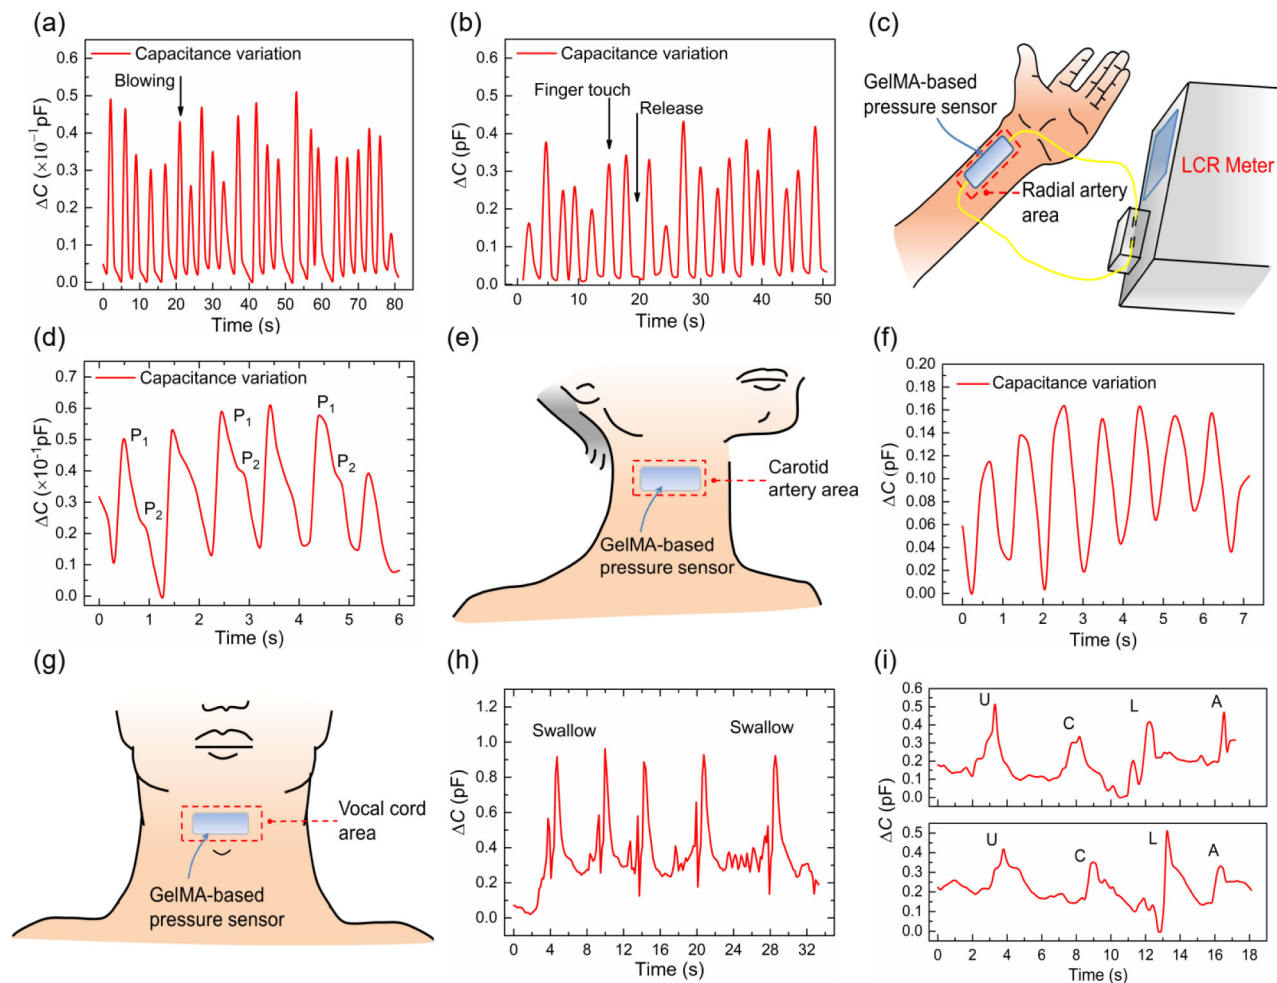 (a)
Capacitance variation
Blowing
ΔC (×10⁻¹pF)
0.6
0.5
0.4
0.3
0.2
0.1
0.0
0 10 20 30 40 50 60 70 80
Time (s)
(b)
Capacitance variation
Finger touch
Release
ΔC (pF)
0.6
0.5
0.4
0.3
0.2
0.1
0.0
0 10 20 30 40 50
Time (s)
(c)
GelMA-based
pressure sensor
LCR Meter
Radial artery
area
(d)
Capacitance variation
P₁
P₂
P₁
P₂
P₁
P₂
ΔC (×10⁻¹pF)
0.7
0.6
0.5
0.4
0.3
0.2
0.1
0.0
0 1 2 3 4 5 6
Time (s)
(e)
Carotid
artery area
GelMA-based
pressure sensor
(f)
Capacitance variation
ΔC (pF)
0.20
0.18
0.16
0.14
0.12
0.10
0.08
0.06
0.04
0.02
0.00
0 1 2 3 4 5 6 7
Time (s)
(g)
Vocal cord
area
GelMA-based
pressure sensor
(h)
Swallow
Swallow
ΔC (pF)
1.2
1.0
0.8
0.6
0.4
0.2
0.0
0 4 8 12 16 20 24 28 32
Time (s)
(i)
U
C
L
A
0.6
0.5
0.4
0.3
0.2
0.1
0.0
0 2 4 6 8 10 12 14 16 18
ΔC (pF)
U
C
L
A
0.5
0.4
0.3
0.2
0.1
0.0
0 2 4 6 8 10 12 14 16 18
Time (s)